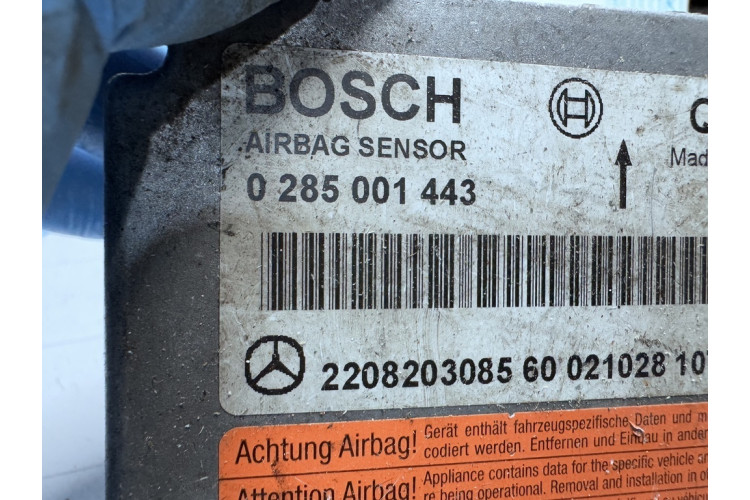 BOSCH Q
AIRBAG SENSOR Mad
0 285 001 443
2208203085 60 021028 10
Achtung Airbag! Gerät enthält fahrzeugspezifische Daten und m
codiert werden. Entfernen und Einbau in ander
Attention Airbag! Appliance contains data for the specific vehicle an
re being operational. Removal and installation in o